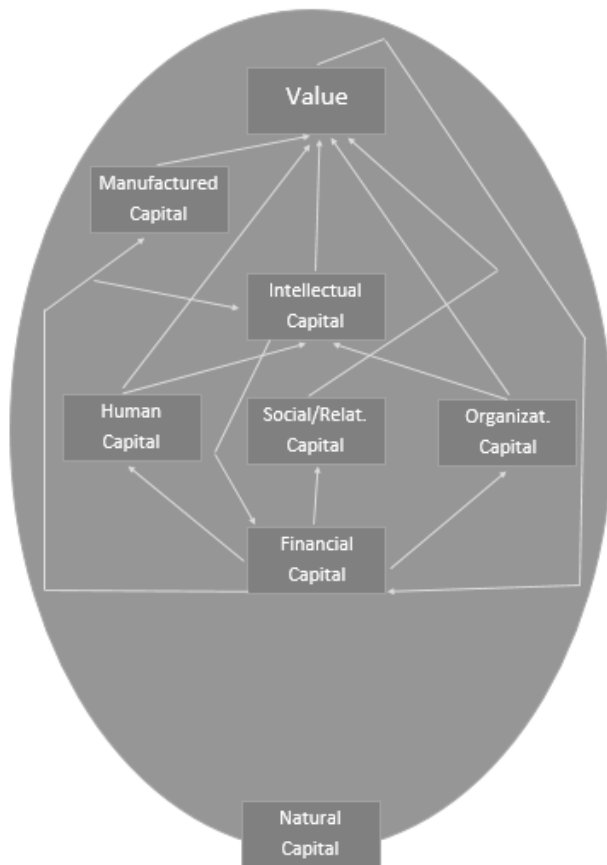 Value
Manufactured
Capital
Intellectual
Capital
Human
Capital
Social/Relat.
Capital
Organizat.
Capital
Financial
Capital
Natural
Capital